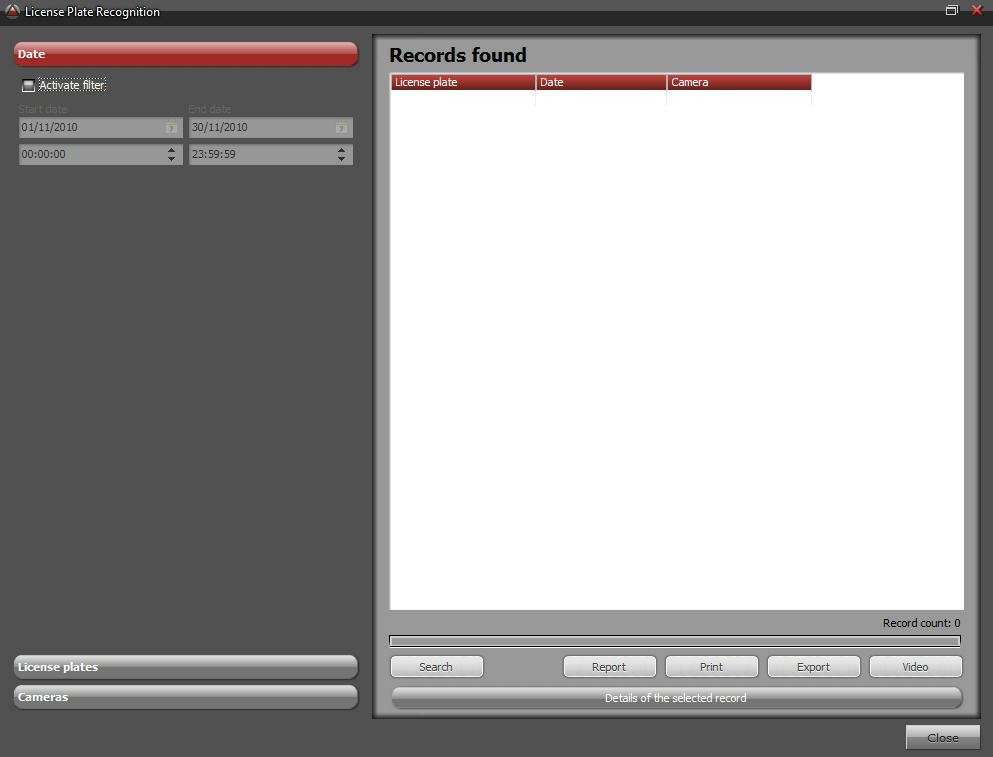 License Plate Recognition
Date
Activate filter
Start date
End date
01/11/2010
30/11/2010
00:00:00
23:59:59
License plates
Cameras
Records found
License plate
Date
Camera
Record count: 0
Search
Report
Print
Export
Video
Details of the selected record
Close